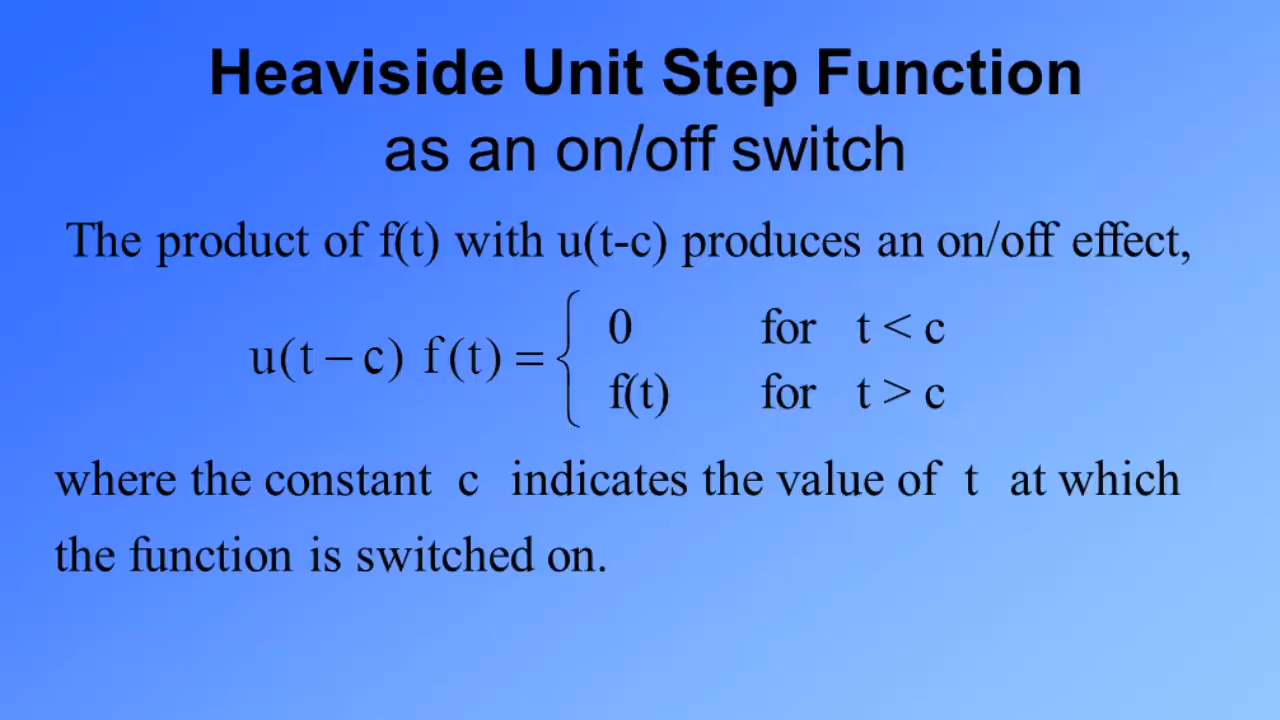 Heaviside Unit Step Function
as an on/off switch
The product of f(t) with u(t-c) produces an on/off effect,
u(t − c) f(t) = { 0 for t < c
f(t) for t > c
where the constant c indicates the value of t at which
the function is switched on.